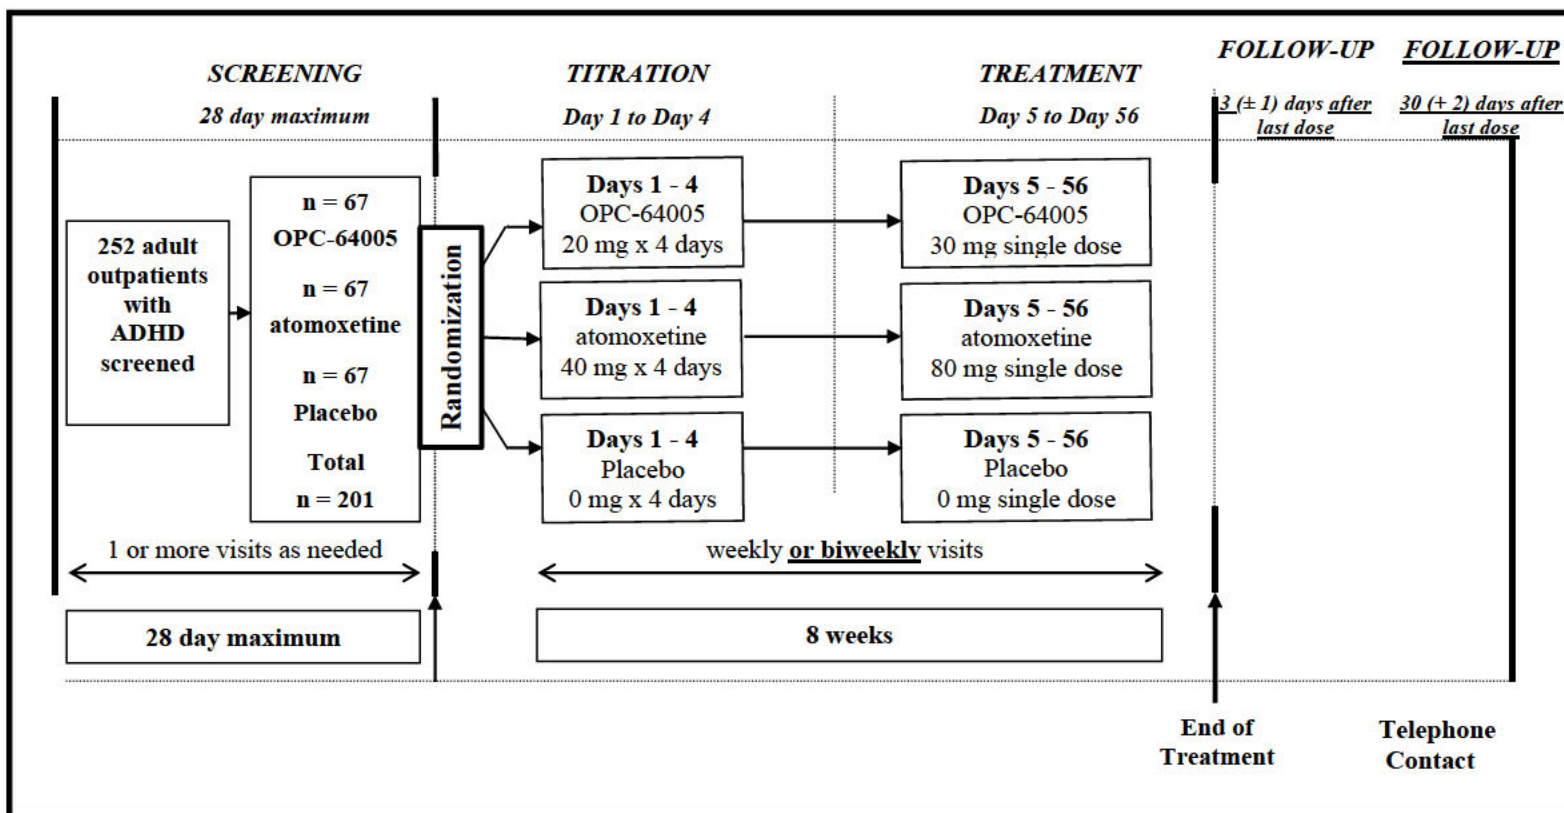 SCREENING
28 day maximum
TITRATION
Day 1 to Day 4
TREATMENT
Day 5 to Day 56
FOLLOW-UP
3 (± 1) days after
last dose
FOLLOW-UP
30 (+ 2) days after
last dose
252 adult
outpatients
with
ADHD
screened
n = 67
OPC-64005
n = 67
atomoxetine
n = 67
Placebo
Total
n = 201
Randomization
Days 1 - 4
OPC-64005
20 mg x 4 days
Days 5 - 56
OPC-64005
30 mg single dose
Days 1 - 4
atomoxetine
40 mg x 4 days
Days 5 - 56
atomoxetine
80 mg single dose
Days 1 - 4
Placebo
0 mg x 4 days
Days 5 - 56
Placebo
0 mg single dose
1 or more visits as needed
weekly or biweekly visits
28 day maximum
8 weeks
End of
Treatment
Telephone
Contact